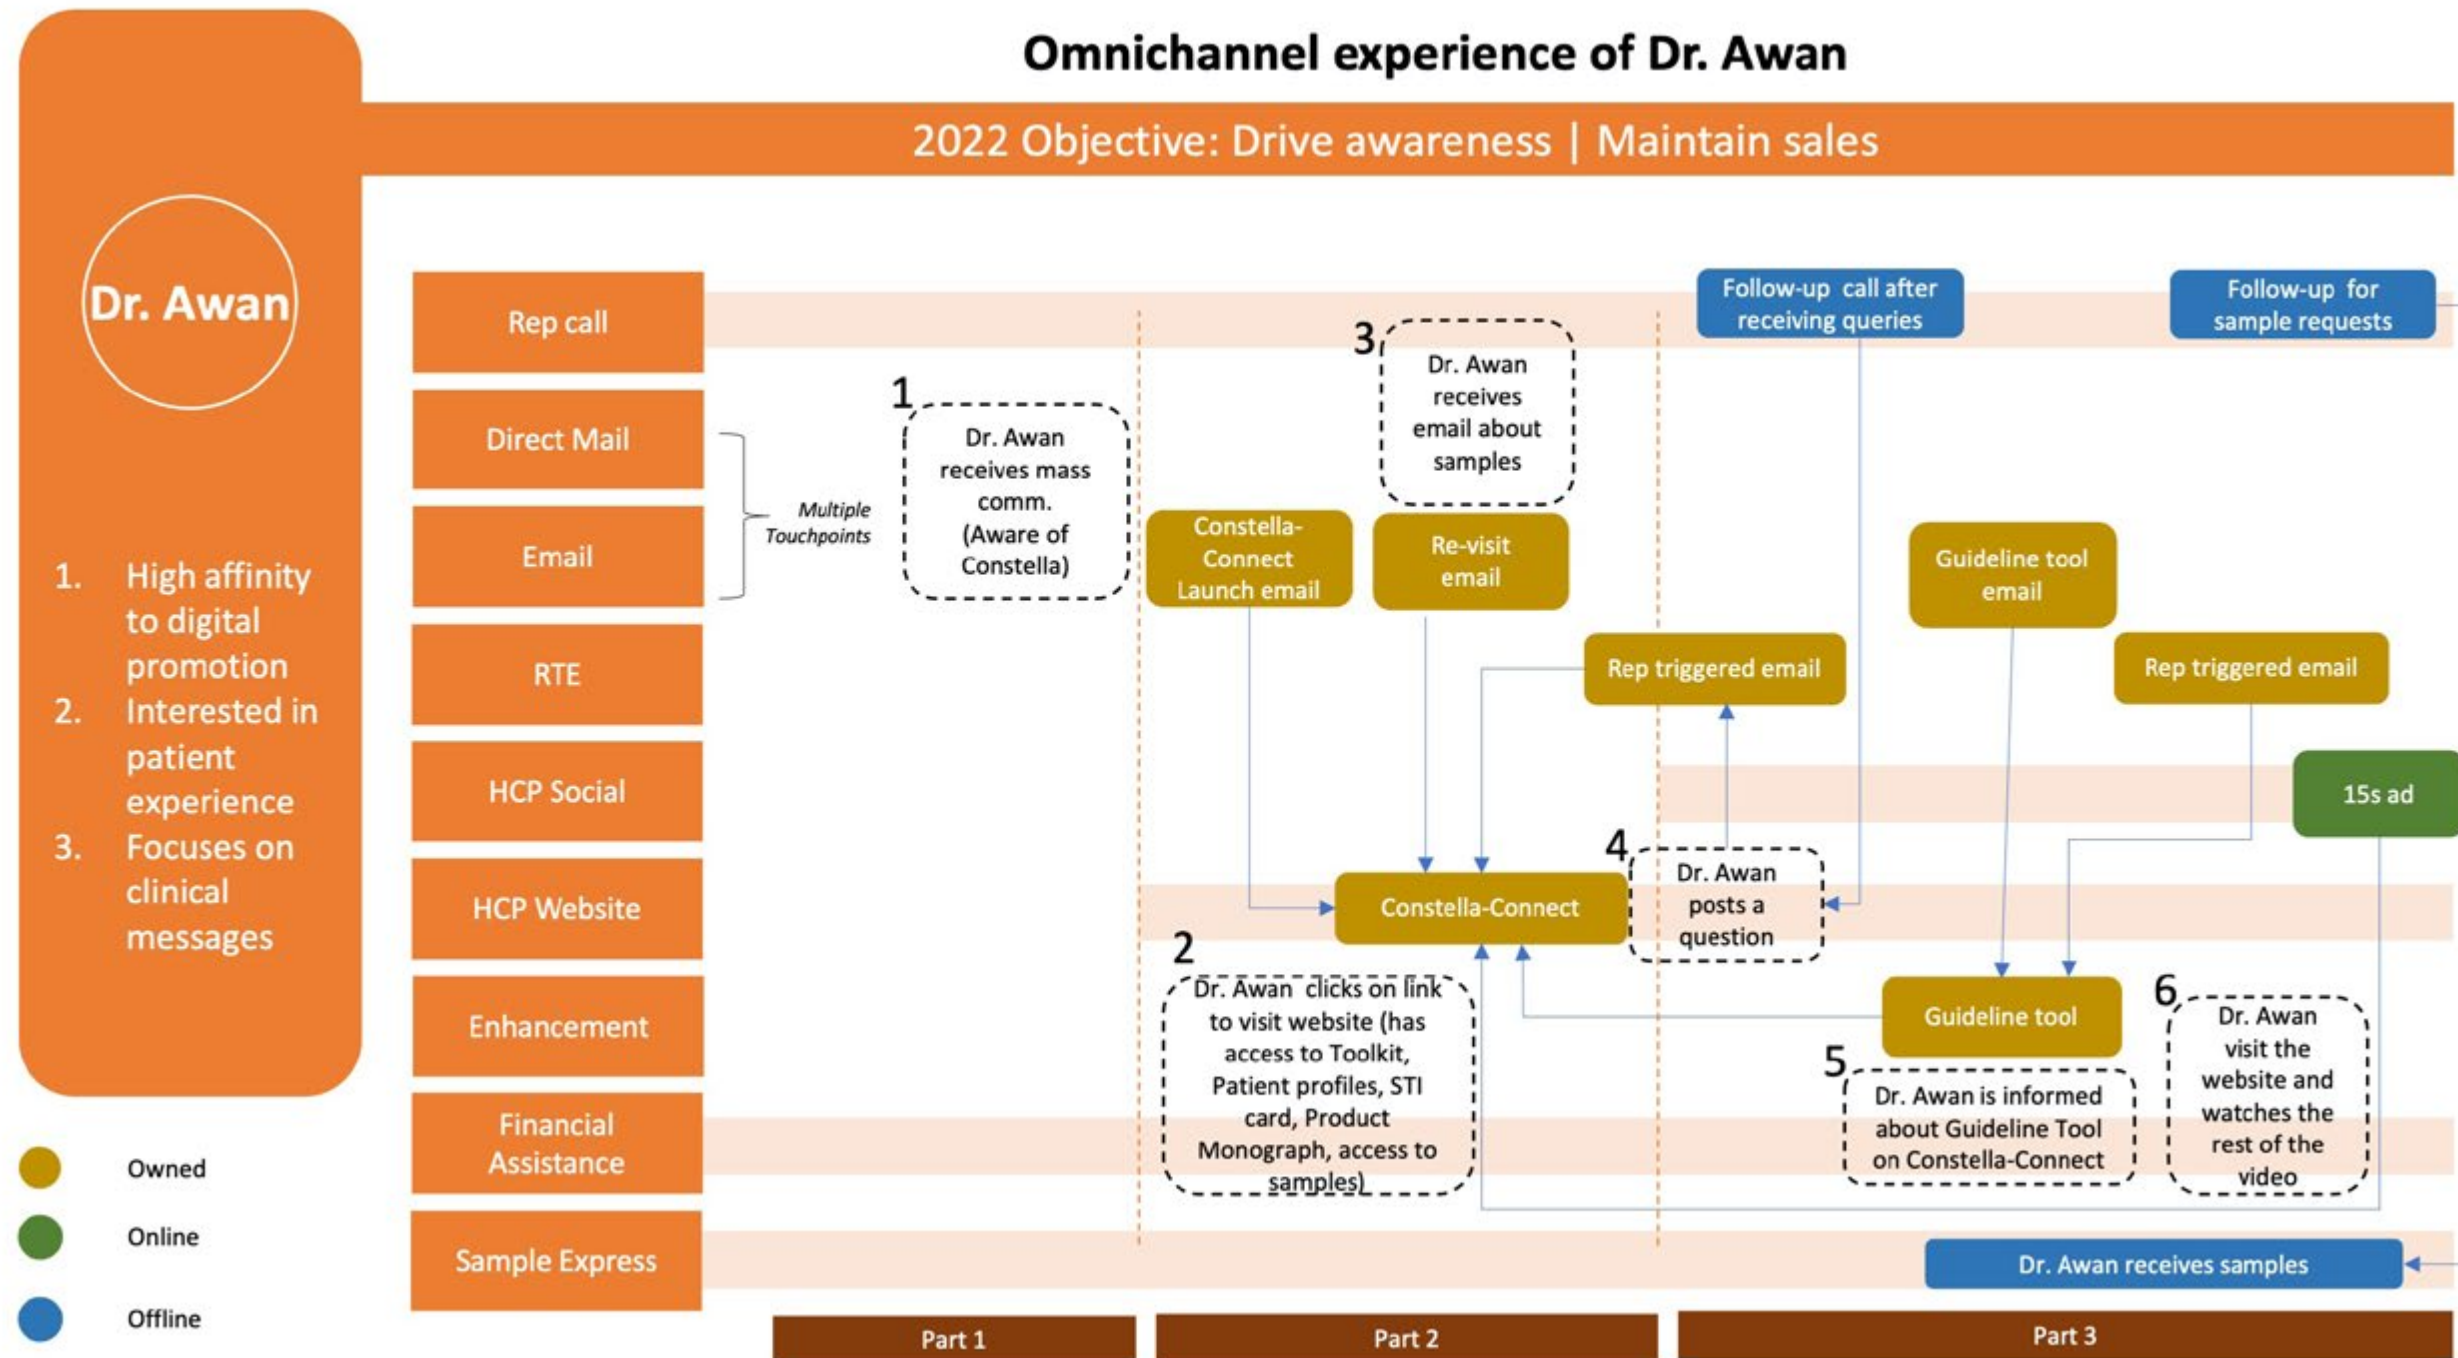 Omnichannel experience of Dr. Awan
2022 Objective: Drive awareness | Maintain sales
Dr. Awan
1. High affinity
to digital
promotion
2. Interested in
patient
experience
3. Focuses on
clinical
messages
Owned
Online
Offline
Rep call
Direct Mail
Email
RTE
HCP Social
HCP Website
Enhancement
Financial
Assistance
Sample Express
Multiple
Touchpoints
1
Dr. Awan
receives mass
comm.
(Aware of
Constella)
Constella-
Connect
Launch email
3
Dr. Awan
receives
email about
samples
Re-visit
email
Rep triggered email
Constella-Connect
2
Dr. Awan clicks on link
to visit website (has
access to Toolkit,
Patient profiles, STI
card, Product
Monograph, access to
samples)
Follow-up call after
receiving queries
Follow-up for
sample requests
Guideline tool
email
Rep triggered email
15s ad
4
Dr. Awan
posts a
question
Guideline tool
5
Dr. Awan is informed
about Guideline Tool
on Constella-Connect
6
Dr. Awan
visit the
website and
watches the
rest of the
video
Dr. Awan receives samples
Part 1
Part 2
Part 3